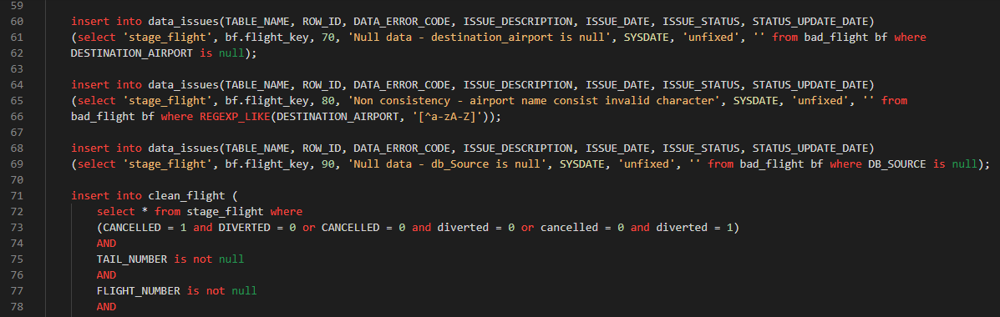 59
60 insert into data_issues(TABLE_NAME, ROW_ID, DATA_ERROR_CODE, ISSUE_DESCRIPTION, ISSUE_DATE, ISSUE_STATUS, STATUS_UPDATE_DATE)
61 (select 'stage_flight', bf.flight_key, 70, 'Null data - destination_airport is null', SYSDATE, 'unfixed', '' from bad_flight bf where
62 DESTINATION_AIRPORT is null);
63
64 insert into data_issues(TABLE_NAME, ROW_ID, DATA_ERROR_CODE, ISSUE_DESCRIPTION, ISSUE_DATE, ISSUE_STATUS, STATUS_UPDATE_DATE)
65 (select 'stage_flight', bf.flight_key, 80, 'Non consistency - airport name consist invalid character', SYSDATE, 'unfixed', '' from
66 bad_flight bf where REGEXP_LIKE(DESTINATION_AIRPORT, '[^a-zA-Z]'));
67
68 insert into data_issues(TABLE_NAME, ROW_ID, DATA_ERROR_CODE, ISSUE_DESCRIPTION, ISSUE_DATE, ISSUE_STATUS, STATUS_UPDATE_DATE)
69 (select 'stage_flight', bf.flight_key, 90, 'Null data - db_Source is null', SYSDATE, 'unfixed', '' from bad_flight bf where DB_SOURCE is null);
70
71 insert into clean_flight (
72 select * from stage_flight where
73 (CANCELLED = 1 and DIVERTED = 0 or CANCELLED = 0 and diverted = 0 or cancelled = 0 and diverted = 1)
74 AND
75 TAIL_NUMBER is not null
76 AND
77 FLIGHT_NUMBER is not null
78 AND